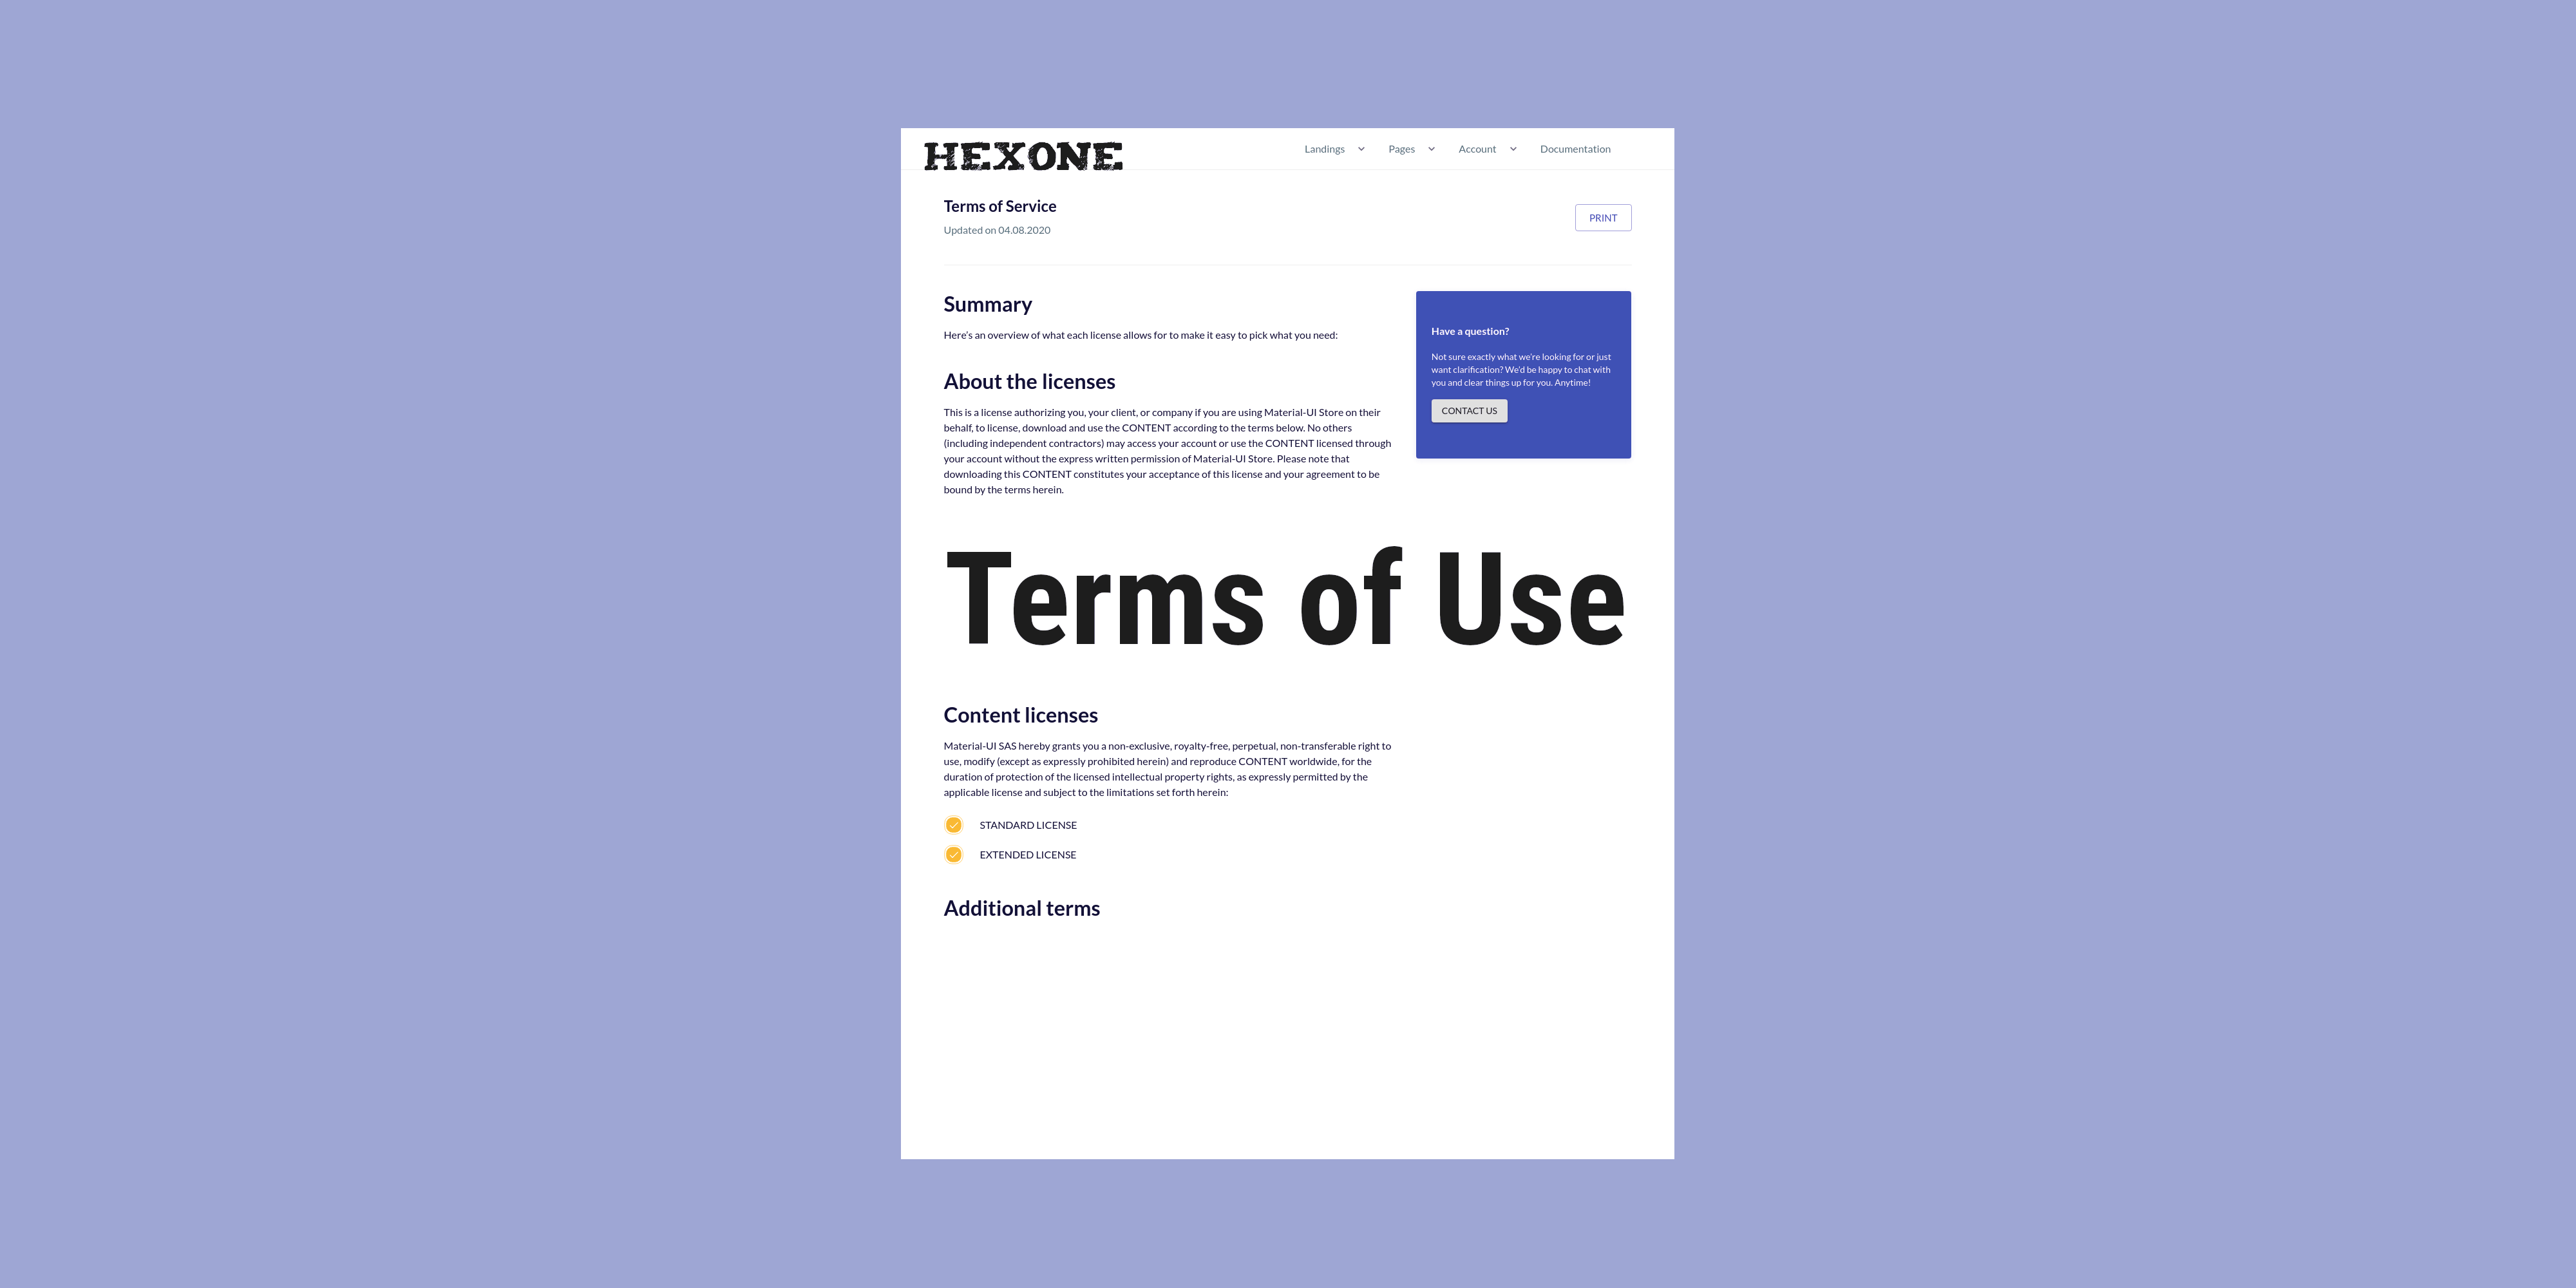 HEXONE
Landings Pages Account Documentation
Terms of Service
Updated on 04.08.2020
PRINT
Summary
Here’s an overview of what each license allows for to make it easy to pick what you need:
Have a question?
Not sure exactly what we’re looking for or just
want clarification? We’d be happy to chat with
you and clear things up for you. Anytime!
CONTACT US
About the licenses
This is a license authorizing you, your client, or company if you are using Material-UI Store on their
behalf, to license, download and use the CONTENT according to the terms below. No others
(including independent contractors) may access your account or use the CONTENT licensed through
your account without the express written permission of Material-UI Store. Please note that
downloading this CONTENT constitutes your acceptance of this license and your agreement to be
bound by the terms herein.
Terms of Use
Content licenses
Material-UI SAS hereby grants you a non-exclusive, royalty-free, perpetual, non-transferable right to
use, modify (except as expressly prohibited herein) and reproduce CONTENT worldwide, for the
duration of protection of the licensed intellectual property rights, as expressly permitted by the
applicable license and subject to the limitations set forth herein:
STANDARD LICENSE
EXTENDED LICENSE
Additional terms